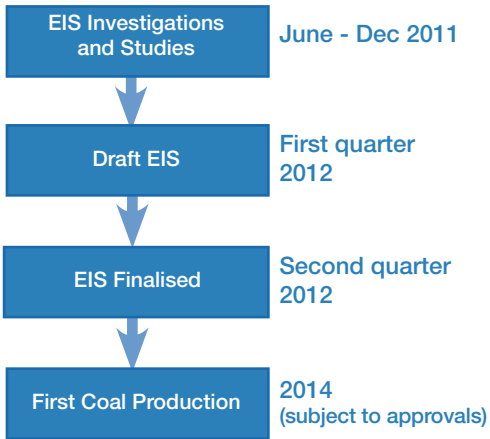 EIS Investigations
and Studies
June - Dec 2011
Draft EIS
First quarter
2012
EIS Finalised
Second quarter
2012
First Coal Production
2014
(subject to approvals)